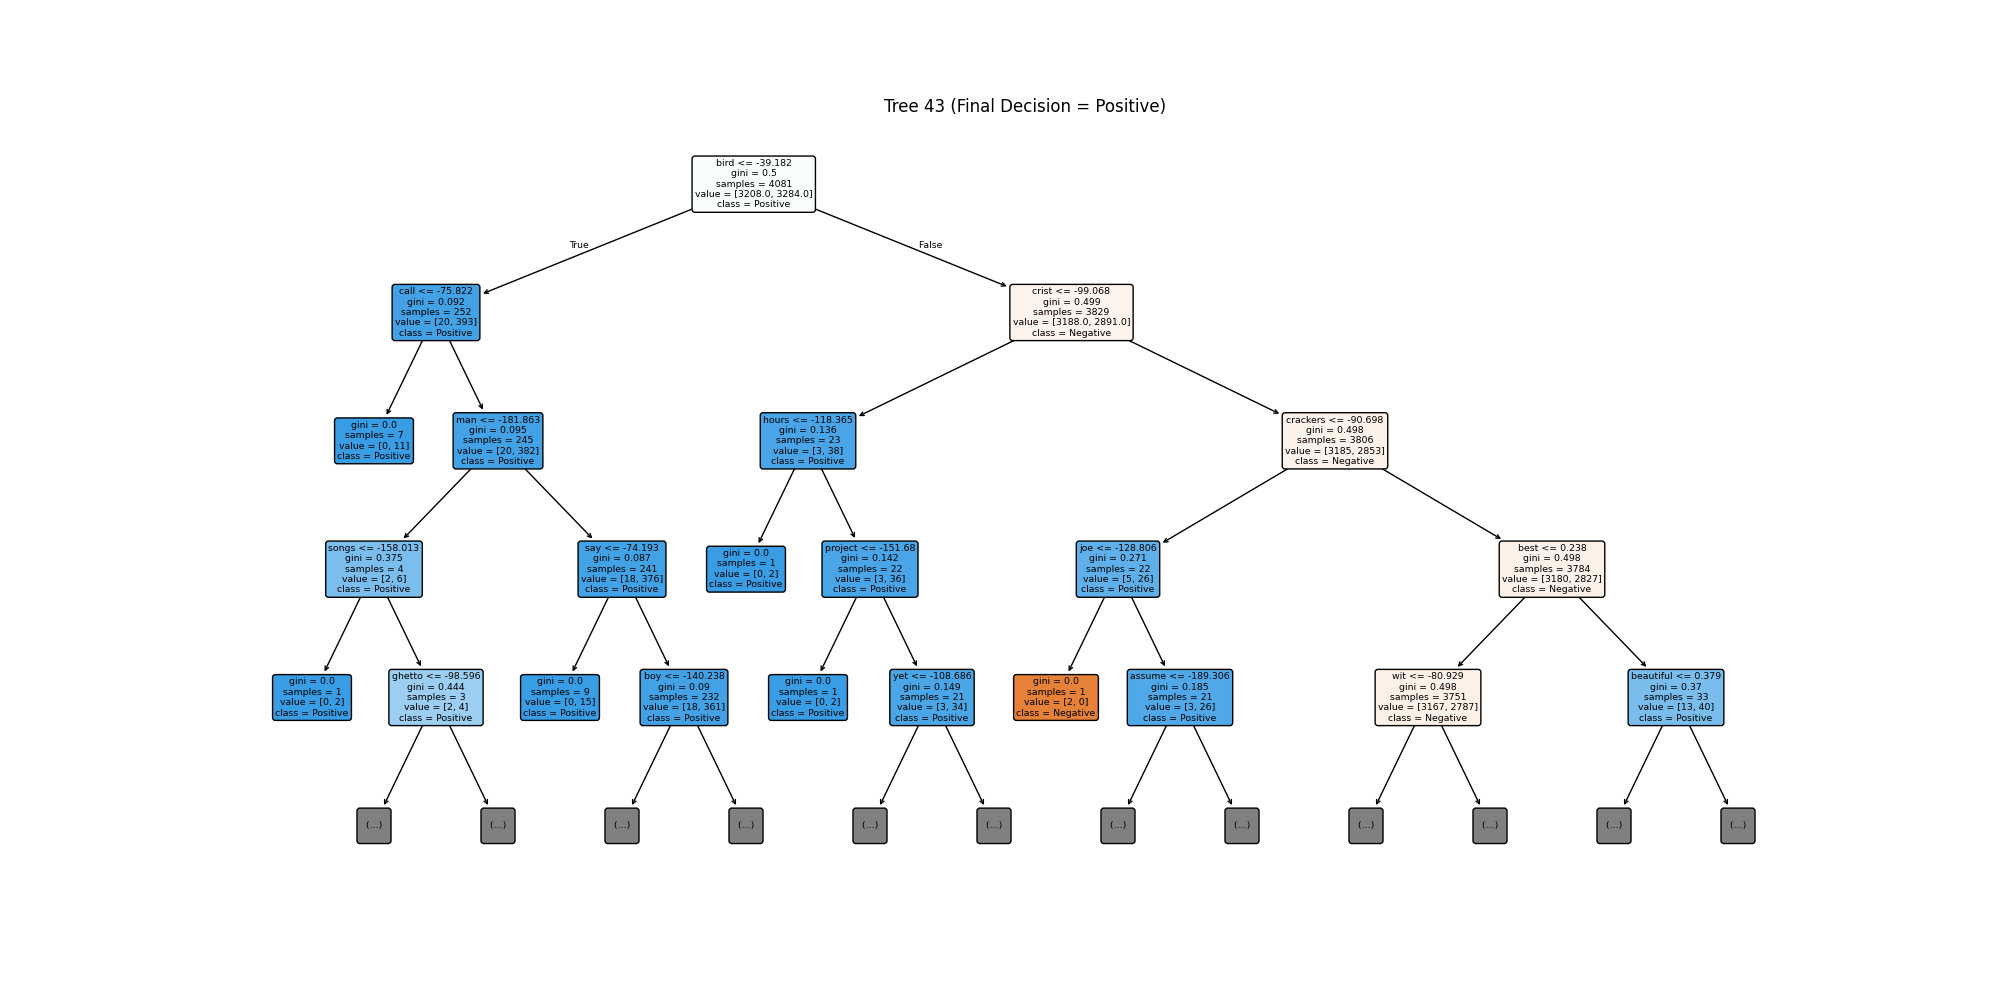 Tree 43 (Final Decision = Positive)
bird <= -39.182
gini = 0.5
samples = 4081
value = [3208.0, 3284.0]
class = Positive
True
False
call <= -75.822
gini = 0.092
samples = 252
value = [20, 393]
class = Positive
crist <= -99.068
gini = 0.499
samples = 3829
value = [3188.0, 2891.0]
class = Negative
gini = 0.0
samples = 7
value = [0, 11]
class = Positive
man <= -181.863
gini = 0.095
samples = 245
value = [20, 382]
class = Positive
hours <= -118.365
gini = 0.136
samples = 23
value = [3, 38]
class = Positive
crackers <= -90.698
gini = 0.498
samples = 3806
value = [3185, 2853]
class = Negative
songs <= -158.013
gini = 0.375
samples = 4
value = [2, 6]
class = Positive
say <= -74.193
gini = 0.087
samples = 241
value = [18, 376]
class = Positive
gini = 0.0
samples = 1
value = [0, 2]
class = Positive
project <= -151.68
gini = 0.142
samples = 22
value = [3, 36]
class = Positive
joe <= -128.806
gini = 0.271
samples = 22
value = [5, 26]
class = Positive
best <= 0.238
gini = 0.498
samples = 3784
value = [3180, 2827]
class = Negative
gini = 0.0
samples = 1
value = [0, 2]
class = Positive
ghetto <= -98.596
gini = 0.444
samples = 3
value = [2, 4]
class = Positive
gini = 0.0
samples = 9
value = [0, 15]
class = Positive
boy <= -140.238
gini = 0.09
samples = 232
value = [18, 361]
class = Positive
gini = 0.0
samples = 1
value = [0, 2]
class = Positive
yet <= -108.686
gini = 0.149
samples = 21
value = [3, 34]
class = Positive
gini = 0.0
samples = 1
value = [2, 0]
class = Negative
assume <= -189.306
gini = 0.185
samples = 21
value = [3, 26]
class = Positive
wit <= -80.929
gini = 0.498
samples = 3751
value = [3167, 2787]
class = Negative
beautiful <= 0.379
gini = 0.37
samples = 33
value = [13, 40]
class = Positive
(...)
(...)
(...)
(...)
(...)
(...)
(...)
(...)
(...)
(...)
(...)
(...)